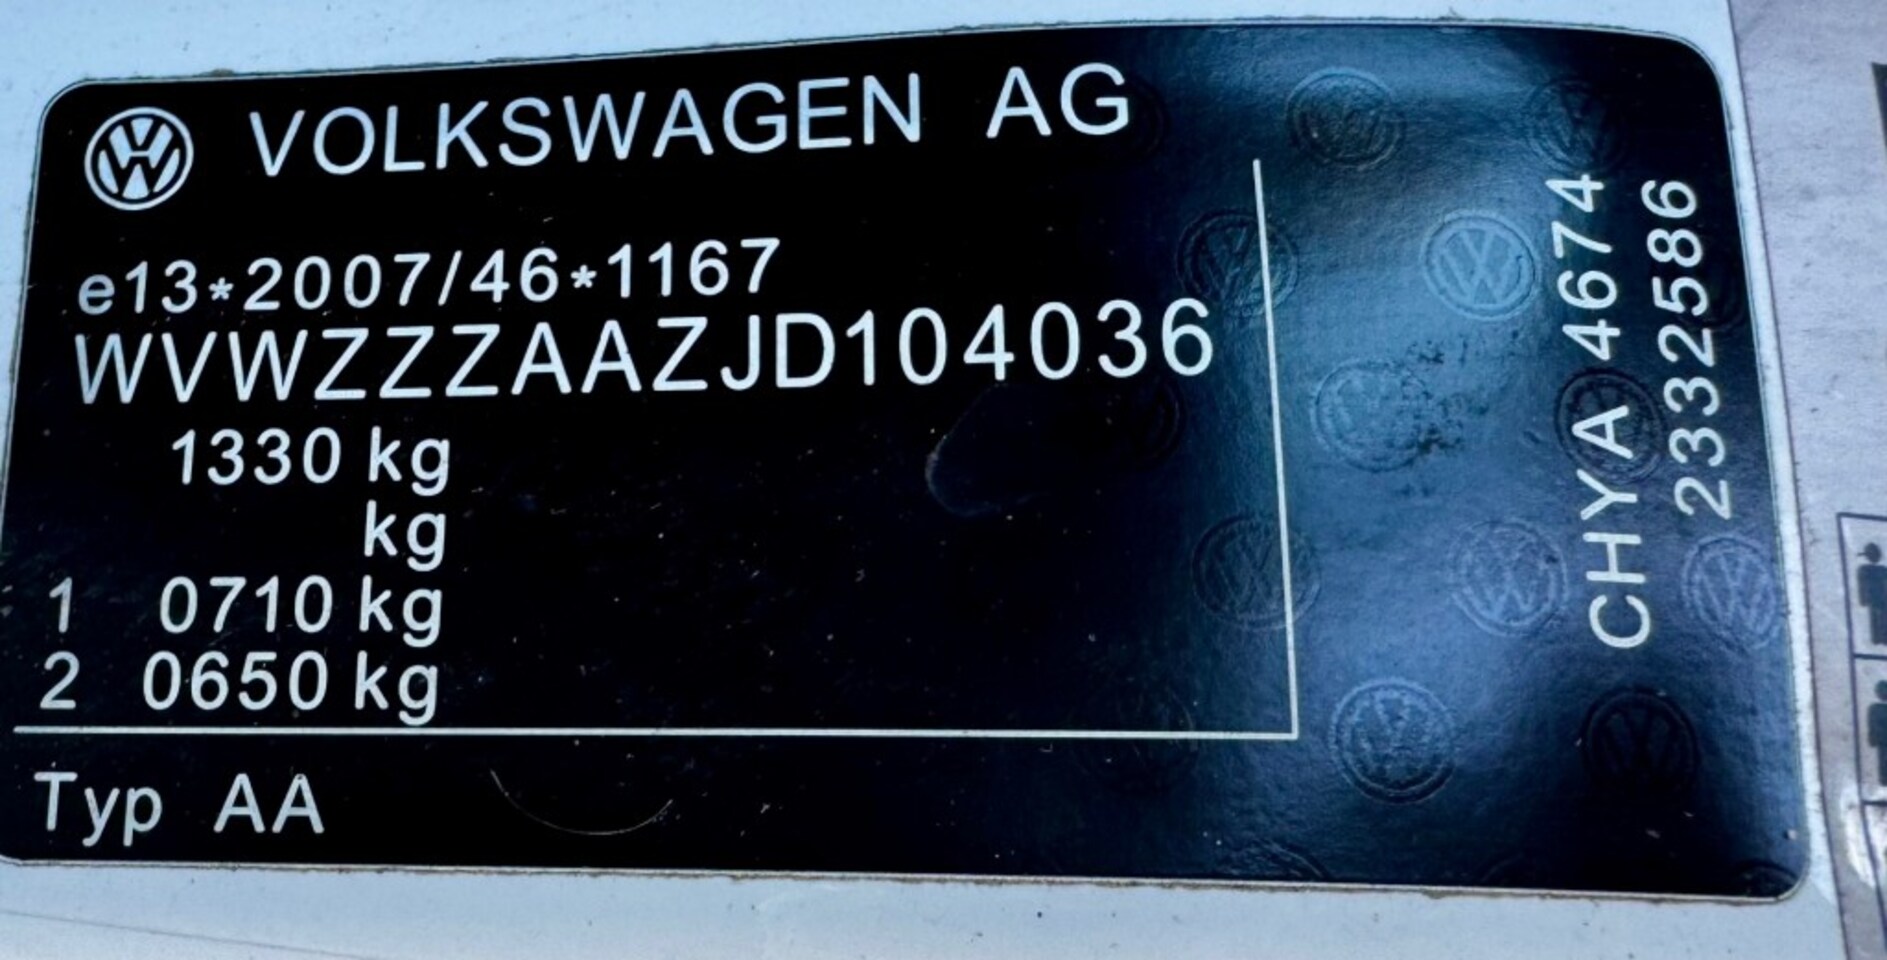 VOLKSWAGEN AG
e13*2007/46*1167
WVWZZZAAZJD104036
1330 kg
kg
1 0710 kg
2 0650 kg
Typ AA
CHYA 4674
2332586